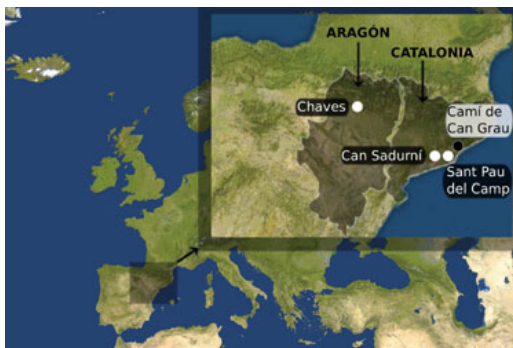 ARAGÓN
CATALONIA
Chaves
Camí de
Can Grau
Can Sadurní
Sant Pau
del Camp